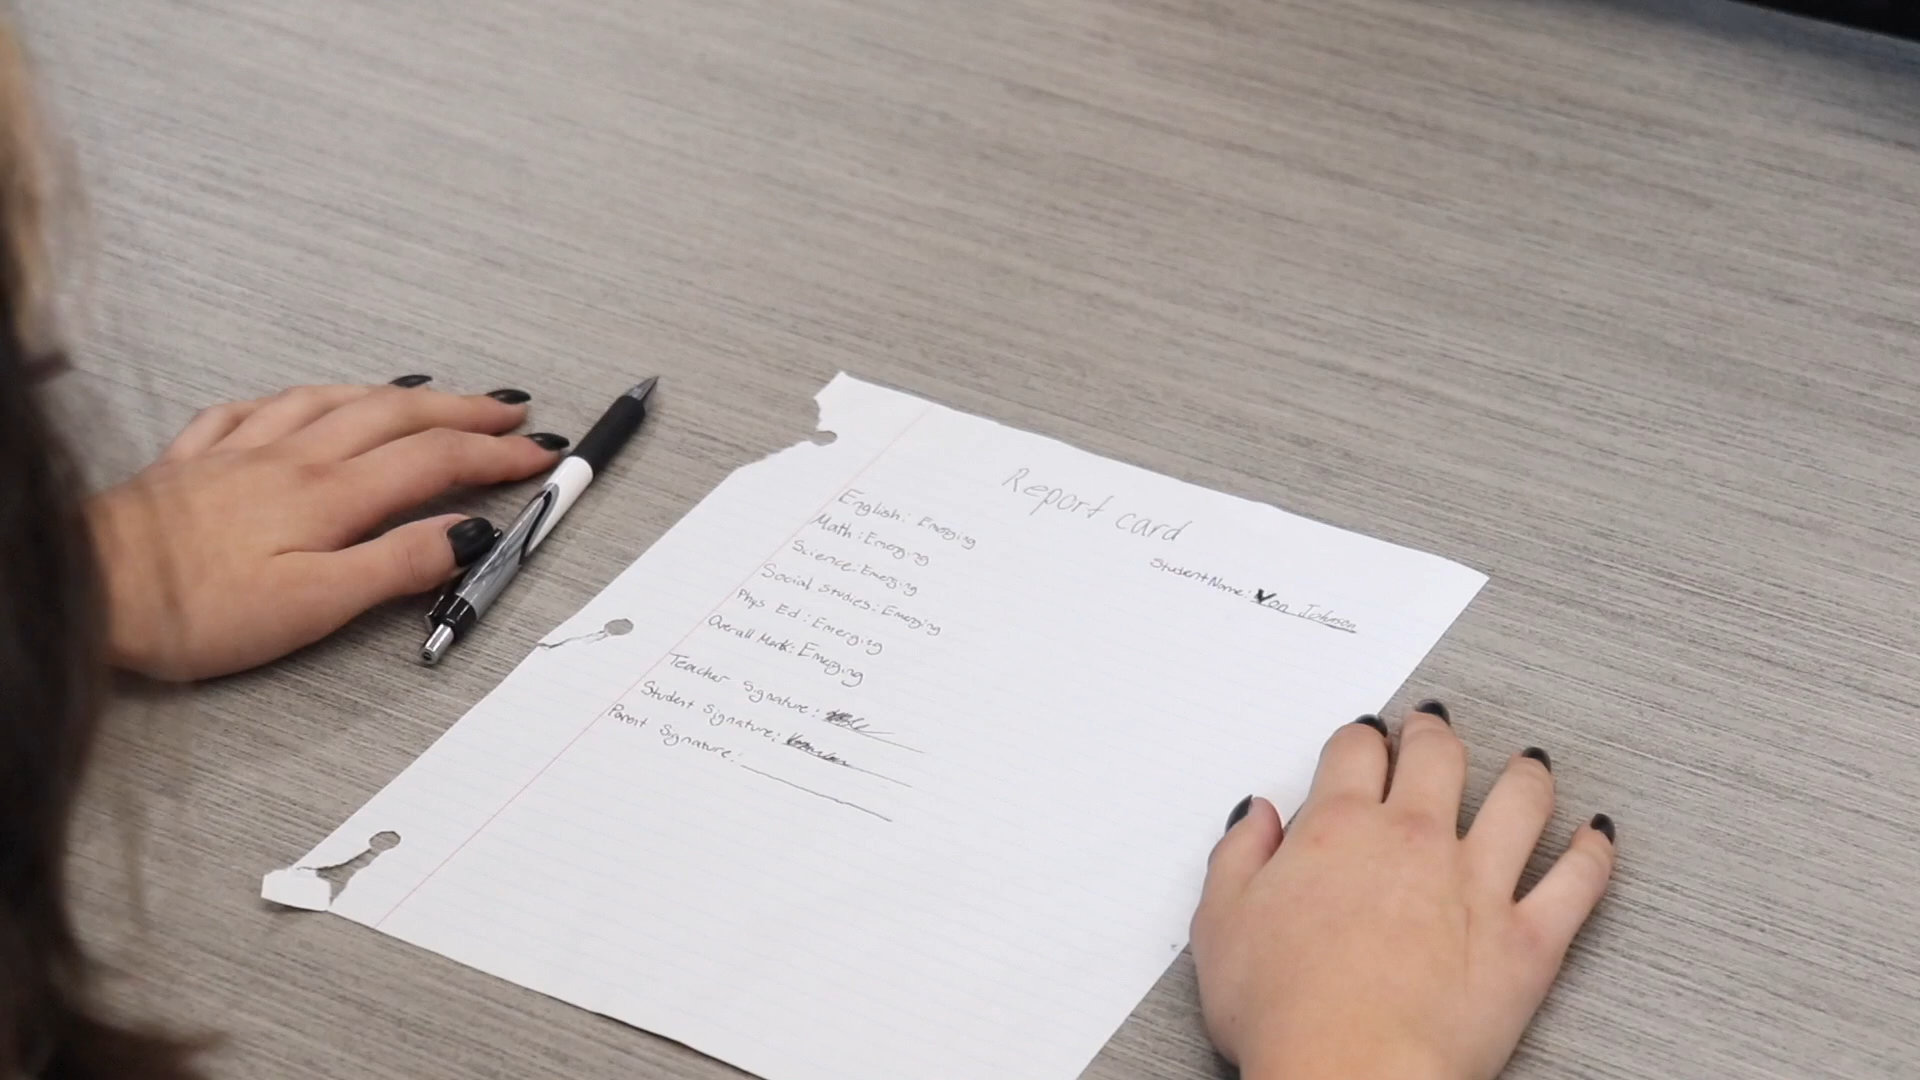 Report card
Student Name: Von Johnson
English: Emerging
Math: Emerging
Science: Emerging
Social Studies: Emerging
Phys Ed: Emerging
Overall Mark: Emerging
Teacher Signature:
Student Signature:
Parent Signature: